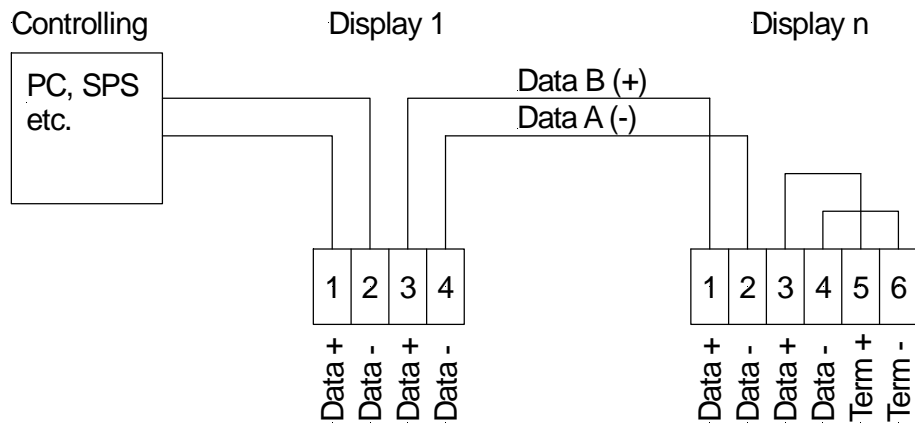 Controlling
Display 1
Display n
PC, SPS
etc.
Data B (+)
Data A (-)
1 2 3 4
1 2 3 4 5 6
Data +
Data -
Data +
Data -
Data +
Data -
Data +
Data -
Term +
Term -